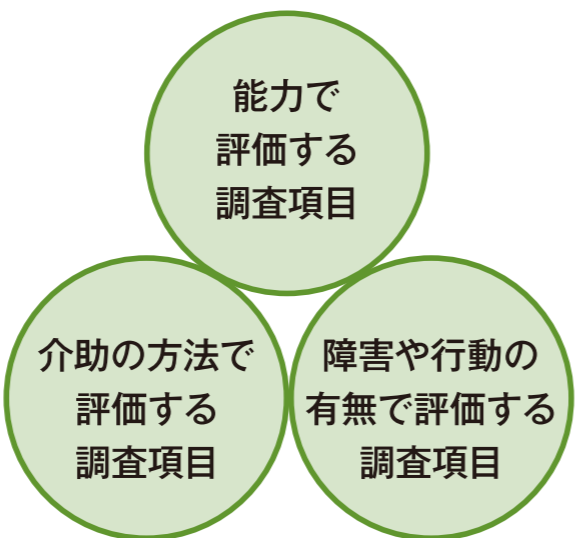 能力で
評価する
調査項目
介助の方法で
評価する
調査項目
障害や行動の
有無で評価する
調査項目